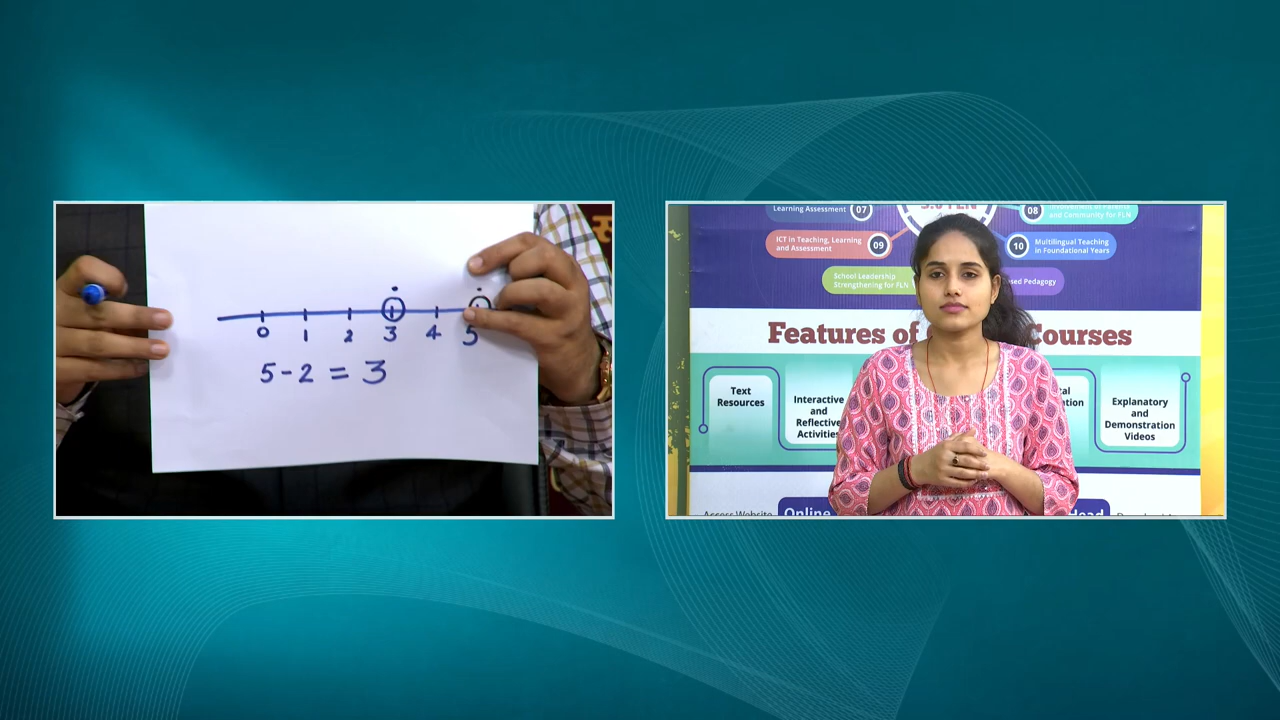 0 1 2 3 4 5
5-2 = 3
Learning Assessment 07
08
and Community for FLN
ICT in Teaching, Learning
and Assessment
09
10 Multilingual Teaching
in Foundational Years
School Leadership
Strengthening for FLN
Pedagogy
Features of Courses
Text
Resources
Interactive
and
Reflective
Activities
Explanatory
and
Demonstration
Videos
Access Website Online